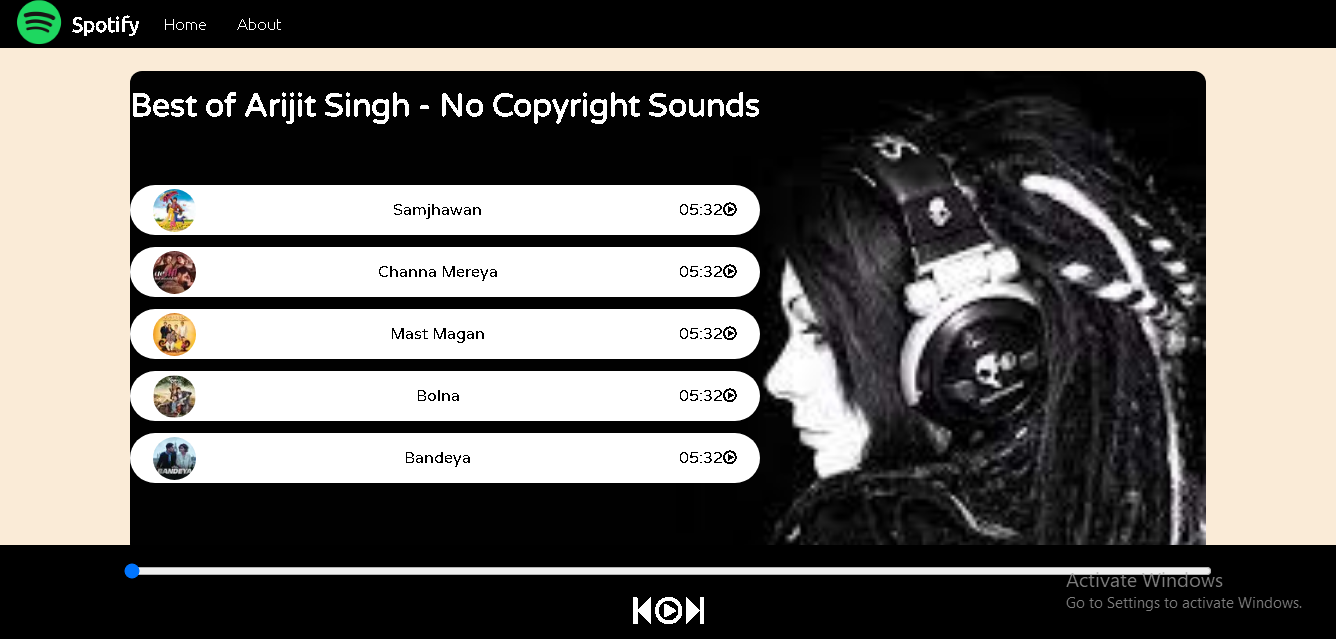 Spotify Home About
Best of Arijit Singh - No Copyright Sounds
Samjhawan 05:32
Channa Mereya 05:32
Mast Magan 05:32
Bolna 05:32
BANDEYA Bandeya 05:32
Activate Windows
Go to Settings to activate Windows.